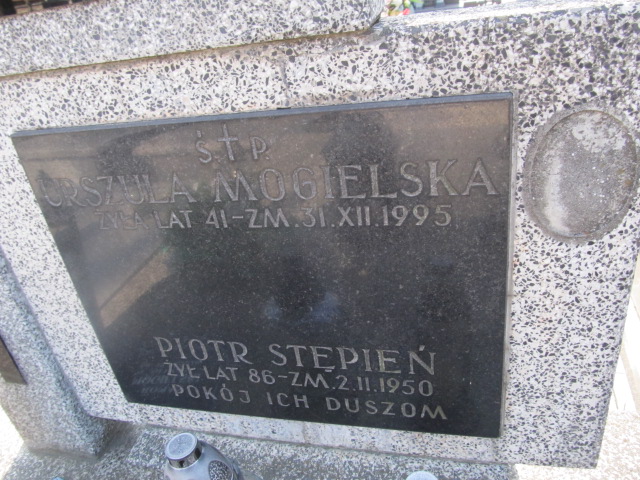 Ś.†P.
URSZULA MOGIELSKA
ŻYŁA LAT 41-ZM.31.XII.1995
PIOTR STĘPIEŃ
ŻYŁ LAT 86-ZM.2.II.1950
POKÓJ ICH DUSZOM